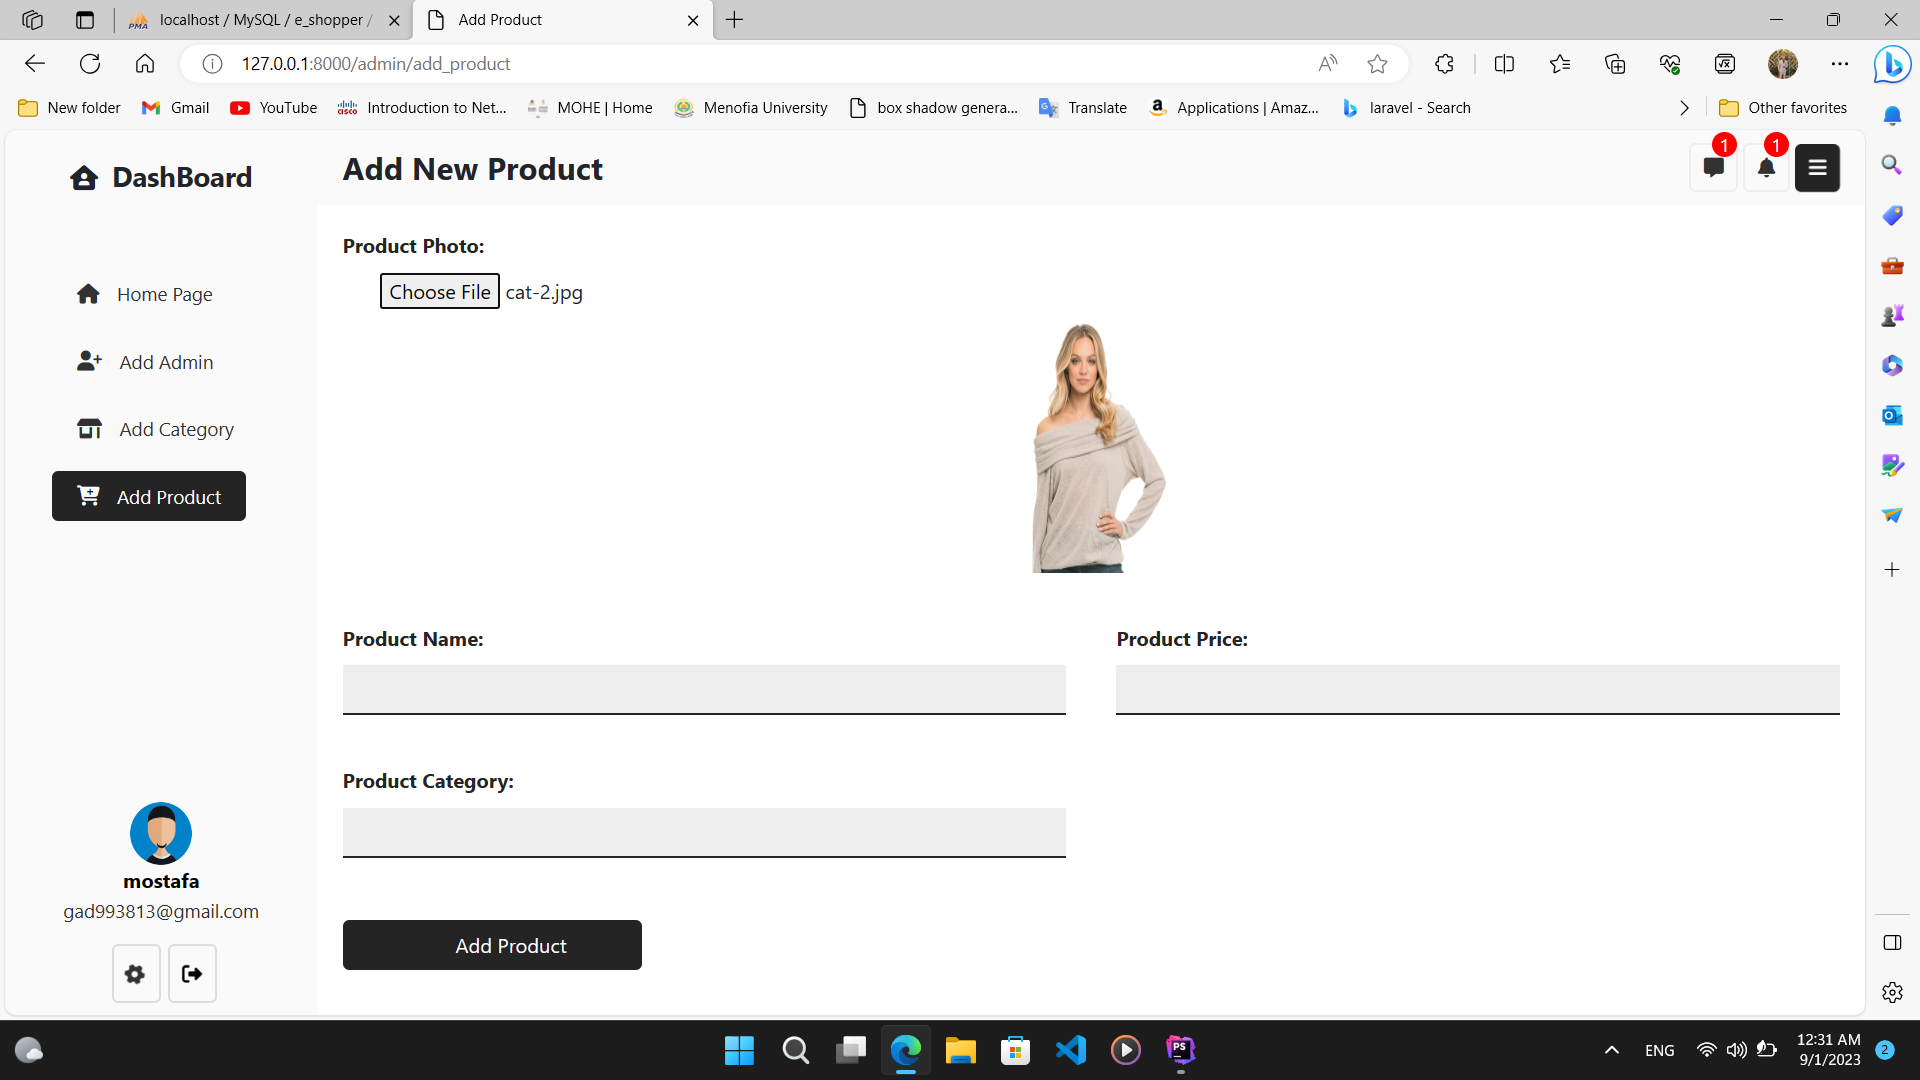 localhost / MySQL / e_shopper /
Add Product
127.0.0.1:8000/admin/add_product
New folder
Gmail
YouTube
Introduction to Net...
MOHE | Home
Menofia University
box shadow genera...
Translate
Applications | Amaz...
laravel - Search
Other favorites
DashBoard
Add New Product
1
1
Home Page
Add Admin
Add Category
Add Product
Product Photo:
Choose File cat-2.jpg
Product Name:
Product Price:
Product Category:
Add Product
mostafa
gad993813@gmail.com
ENG
12:31 AM
9/1/2023
2